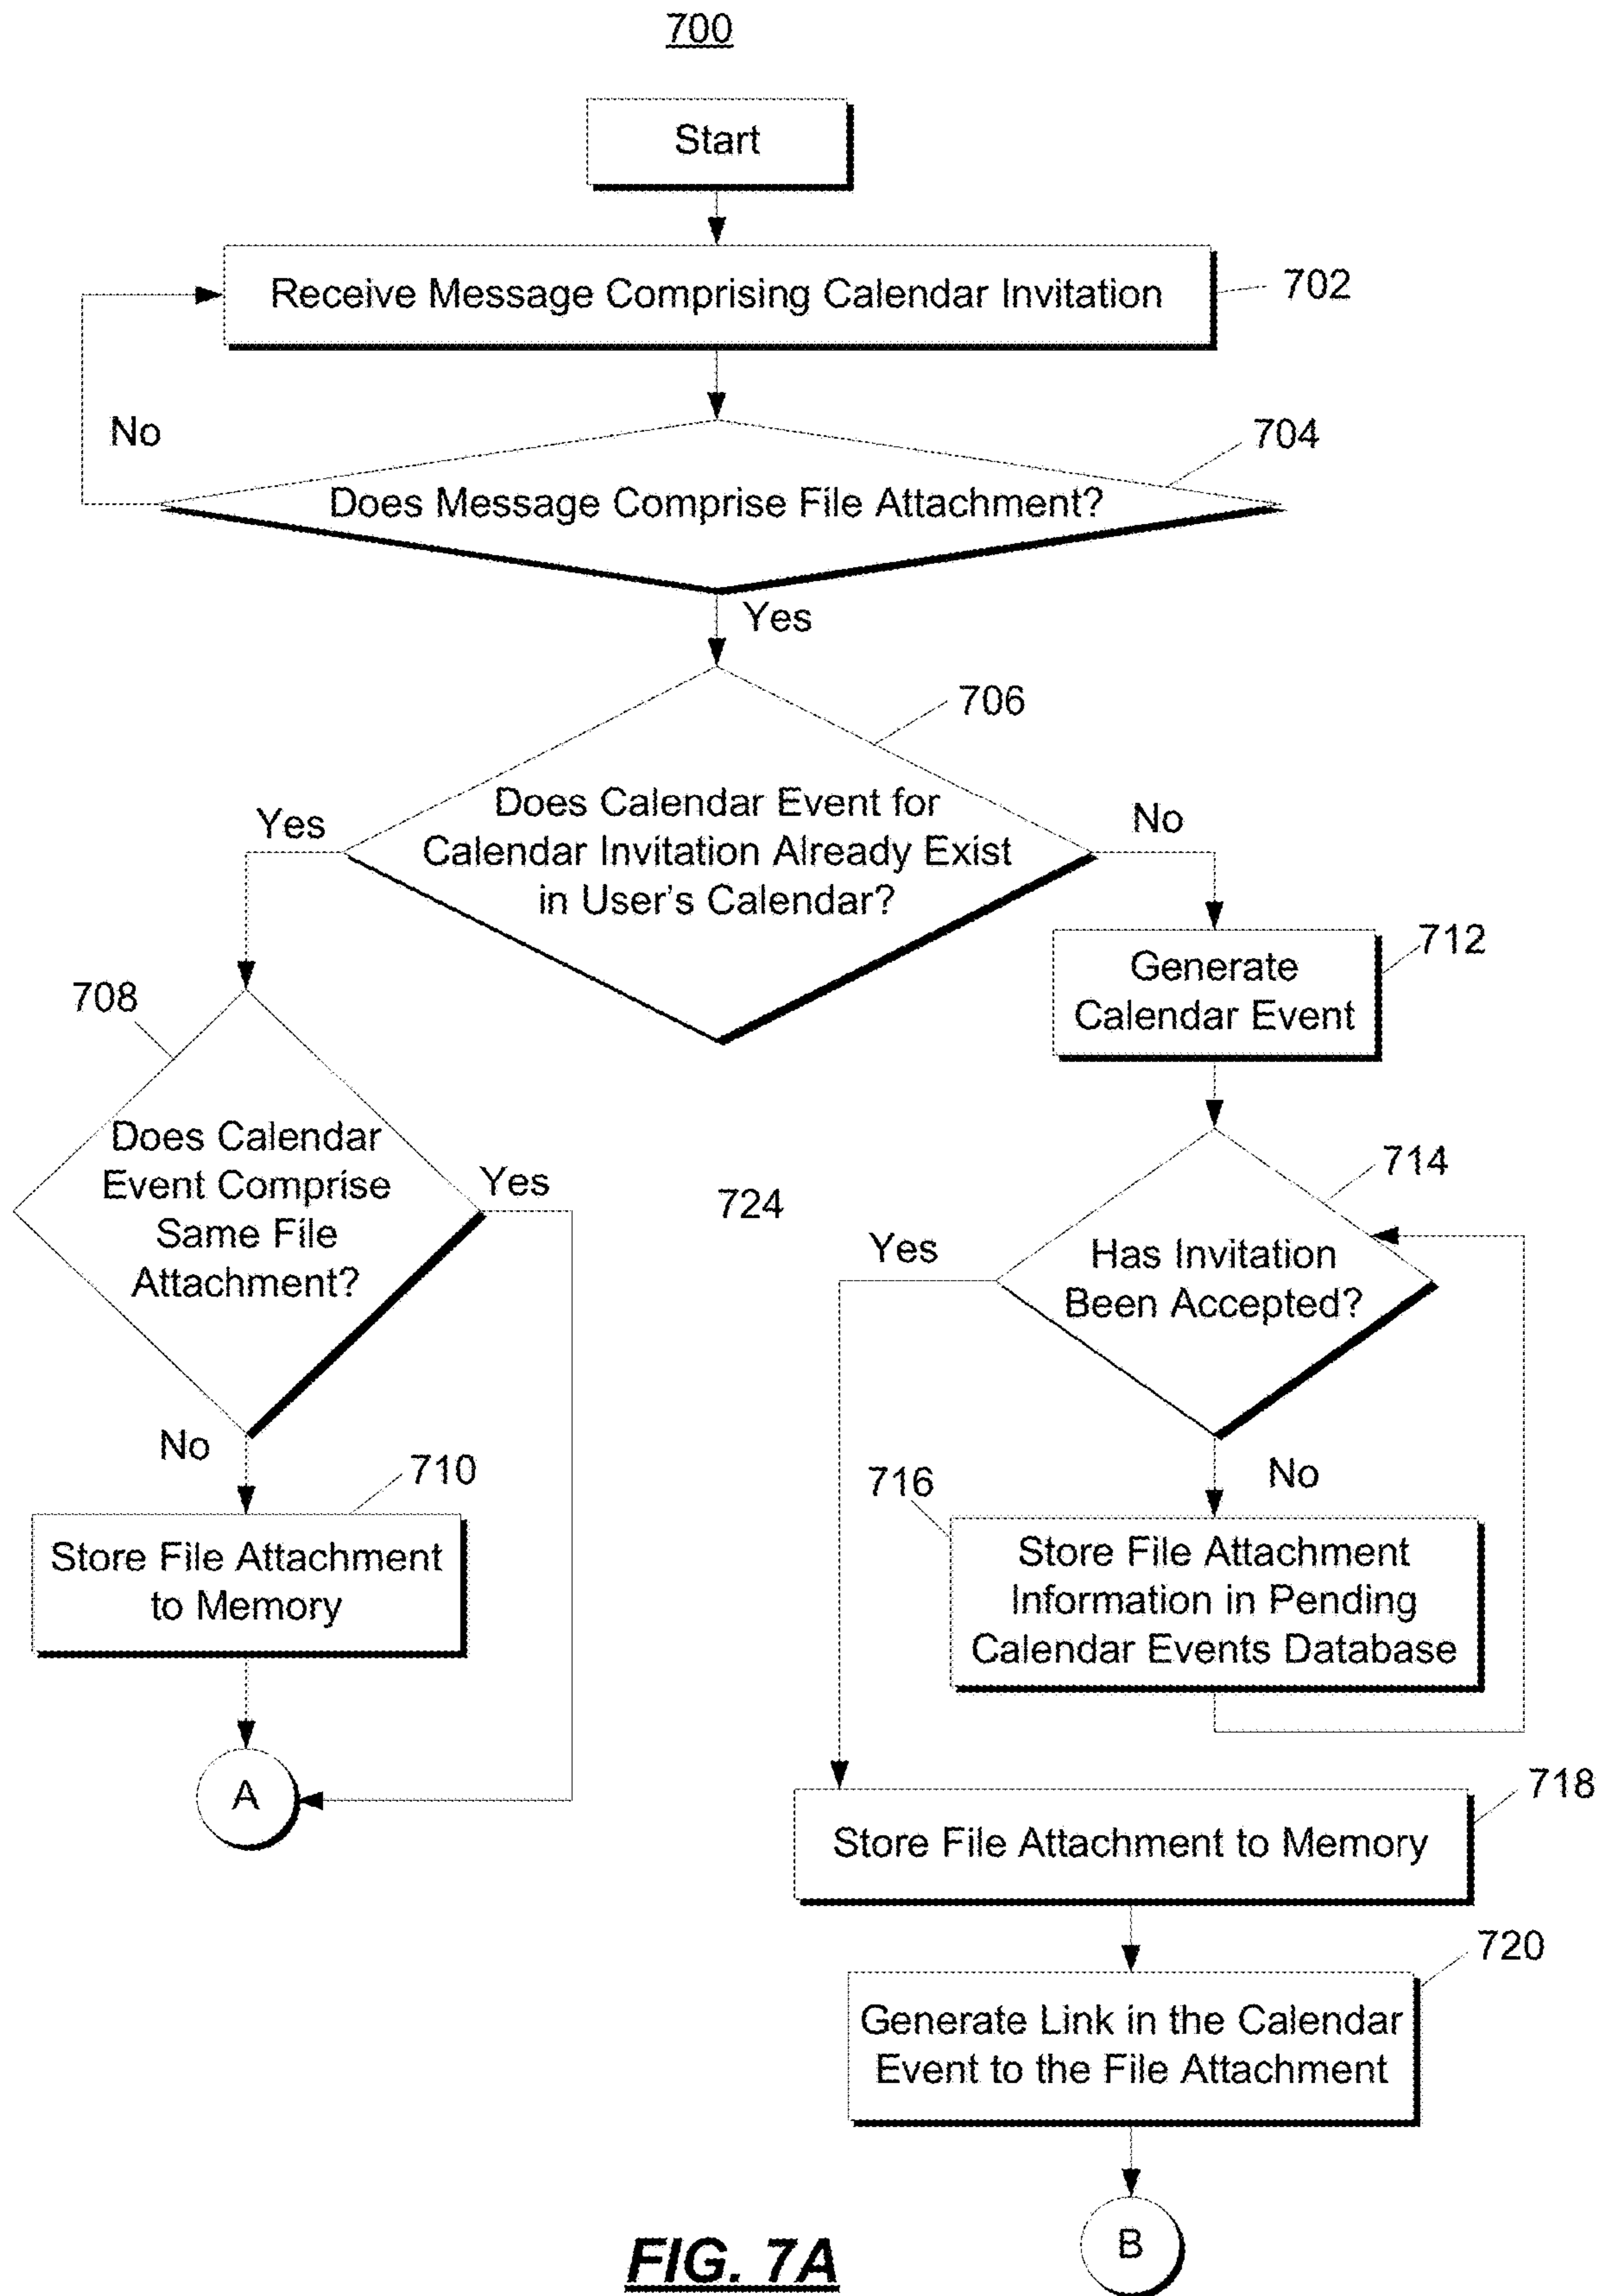 700
Start
Receive Message Comprising Calendar Invitation
702
No
704
Does Message Comprise File Attachment?
Yes
706
Does Calendar Event for
Calendar Invitation Already Exist
in User's Calendar?
Yes
No
712
Generate
Calendar Event
708
Does Calendar
Event Comprise
Same File
Attachment?
Yes
724
714
Yes
Has Invitation
Been Accepted?
No
710
Store File Attachment
to Memory
No
716
Store File Attachment
Information in Pending
Calendar Events Database
A
718
Store File Attachment to Memory
720
Generate Link in the Calendar
Event to the File Attachment
B
FIG. 7A